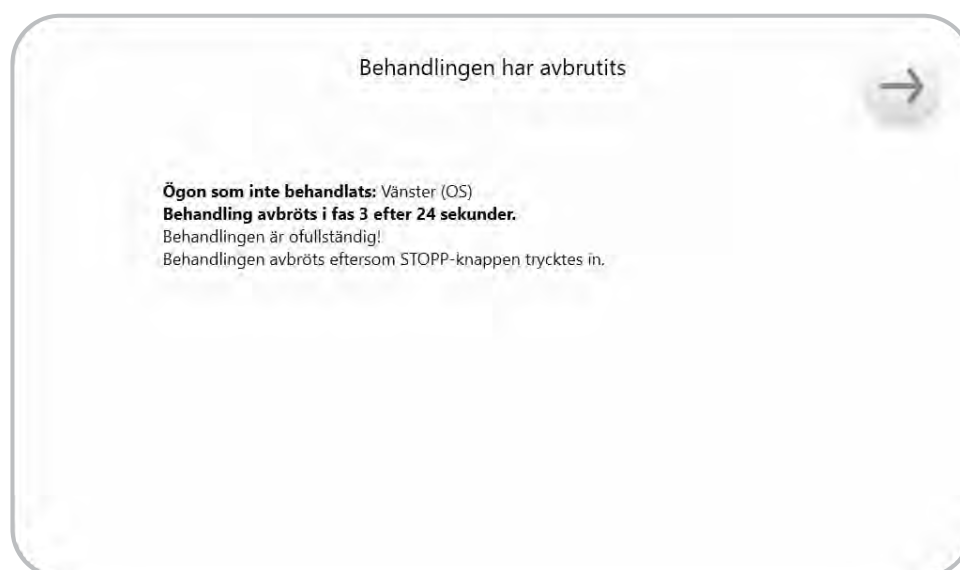 Behandlingen har avbrutits
Ögon som inte behandlats: Vänster (OS)
Behandling avbröts i fas 3 efter 24 sekunder.
Behandlingen är ofullständig!
Behandlingen avbröts eftersom STOPP-knappen trycktes in.